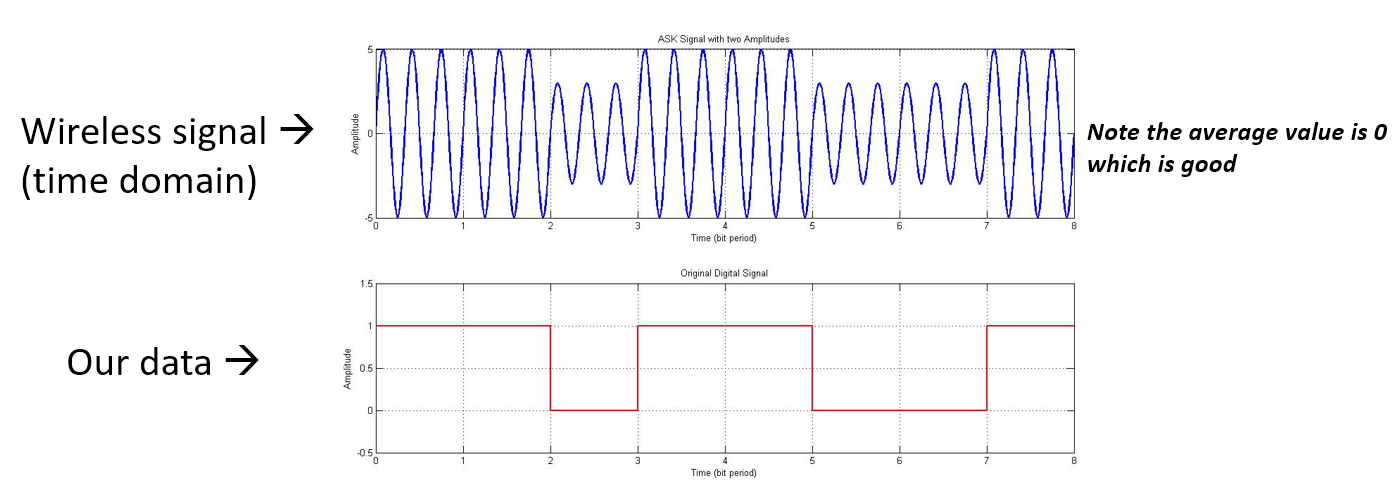 ASK Signal with two Amplitudes
5
0
-5
Amplitude
0 1 2 3 4 5 6 7 8
Time (bit period)
Wireless signal →
(time domain)
Note the average value is 0
which is good
Original Digital Signal
1.5
1
0.5
0
-0.5
Amplitude
0 1 2 3 4 5 6 7 8
Time (bit period)
Our data →